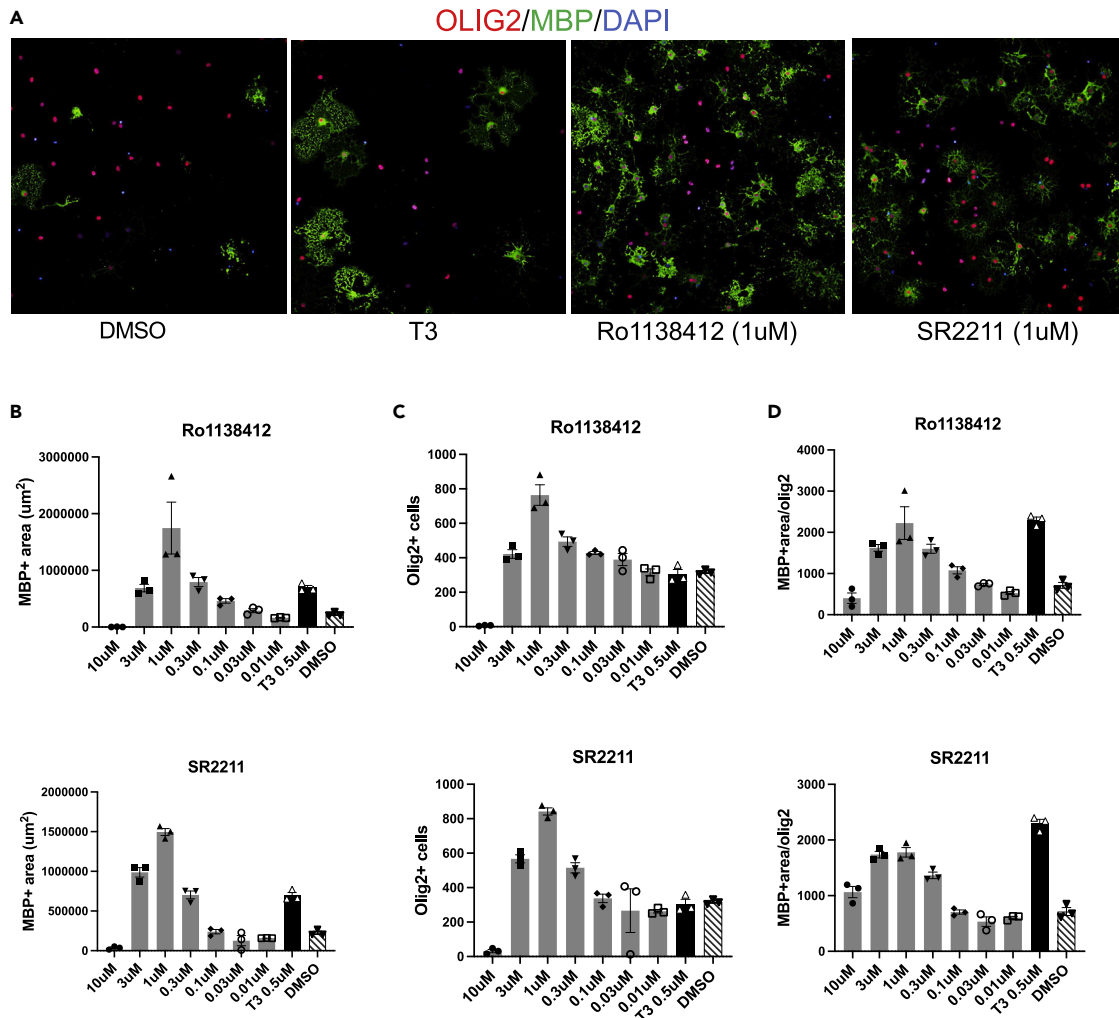 A
OLIG2/MBP/DAPI
DMSO
T3
Ro1138412 (1uM)
SR2211 (1uM)
B
Ro1138412
MBP+ area (um²)
3000000
2000000
1000000
0
10uM
3uM
1uM
0.3uM
0.1uM
0.03uM
0.01uM
T3 0.5uM
DMSO
SR2211
MBP+ area (um²)
2000000
1500000
1000000
500000
0
10uM
3uM
1uM
0.3uM
0.1uM
0.03uM
0.01uM
T3 0.5uM
DMSO
C
Ro1138412
Olig2+ cells
1000
800
600
400
200
0
10uM
3uM
1uM
0.3uM
0.1uM
0.03uM
0.01uM
T3 0.5uM
DMSO
SR2211
Olig2+ cells
1000
800
600
400
200
0
10uM
3uM
1uM
0.3uM
0.1uM
0.03uM
0.01uM
T3 0.5uM
DMSO
D
Ro1138412
MBP+area/olig2
4000
3000
2000
1000
0
10uM
3uM
1uM
0.3uM
0.1uM
0.03uM
0.01uM
T3 0.5uM
DMSO
SR2211
MBP+area/olig2
3000
2000
1000
0
10uM
3uM
1uM
0.3uM
0.1uM
0.03uM
0.01uM
T3 0.5uM
DMSO